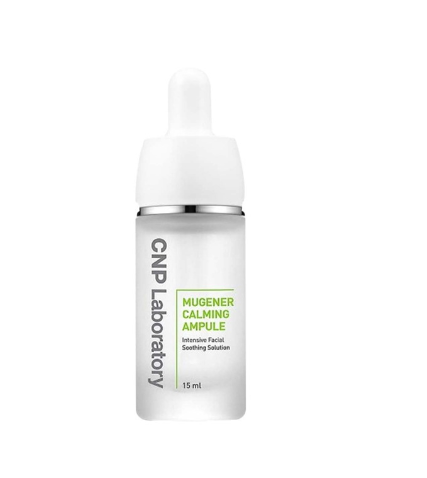 CNP Laboratory
MUGENER
CALMING
AMPULE
Intensive Facial
Soothing Solution
15 ml